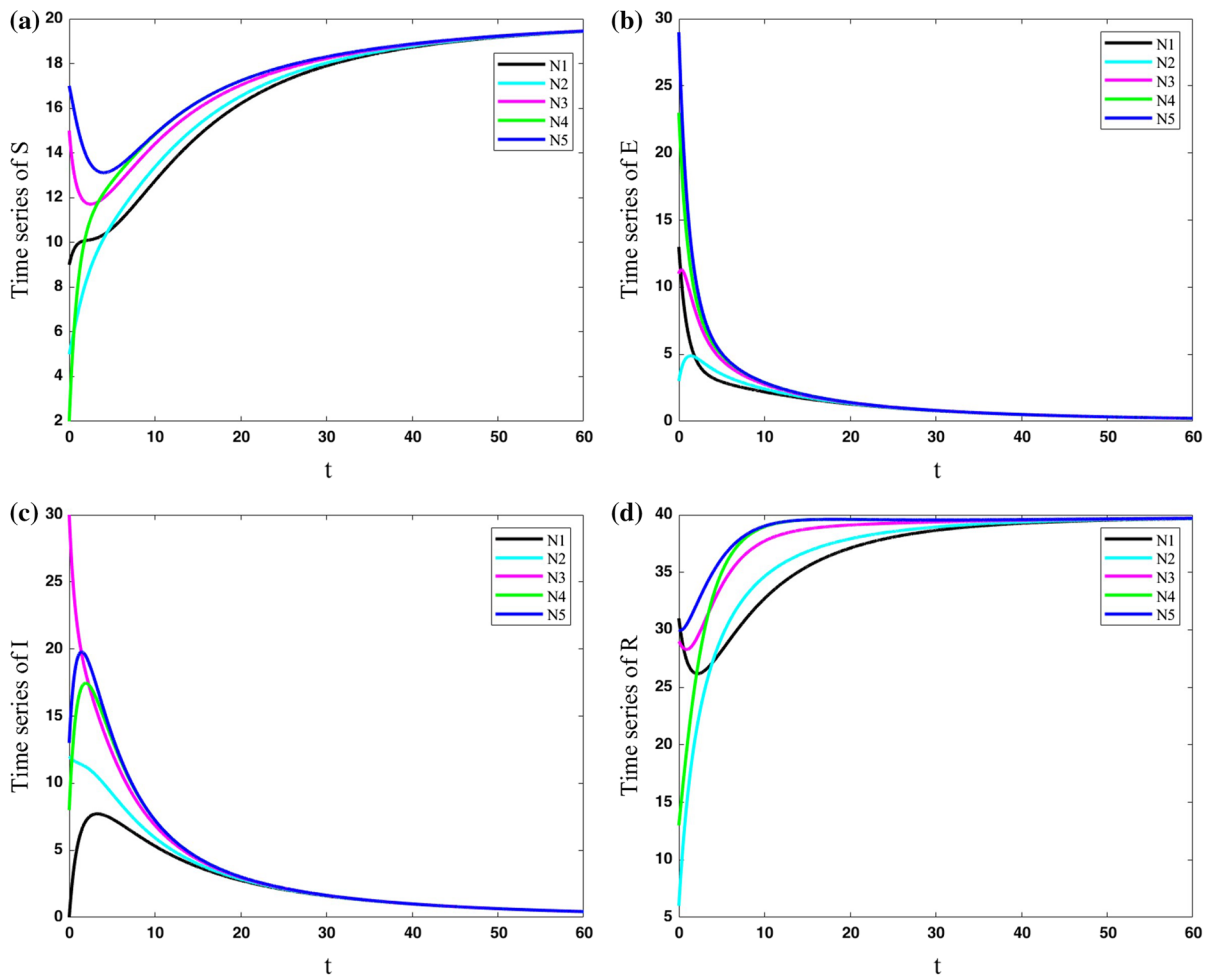 (a)
Time series of S
20
18
16
14
12
10
8
6
4
2
0 10 20 30 40 50 60
t
N1
N2
N3
N4
N5
(b)
Time series of E
30
25
20
15
10
5
0
0 10 20 30 40 50 60
t
N1
N2
N3
N4
N5
(c)
Time series of I
30
25
20
15
10
5
0
0 10 20 30 40 50 60
t
N1
N2
N3
N4
N5
(d)
Time series of R
40
35
30
25
20
15
10
5
0 10 20 30 40 50 60
t
N1
N2
N3
N4
N5